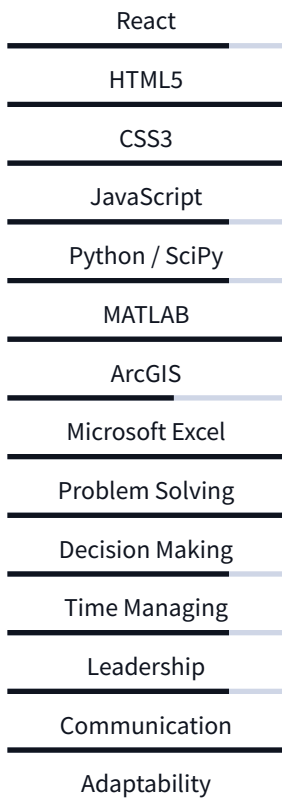 React
HTML5
CSS3
JavaScript
Python / SciPy
MATLAB
ArcGIS
Microsoft Excel
Problem Solving
Decision Making
Time Managing
Leadership
Communication
Adaptability